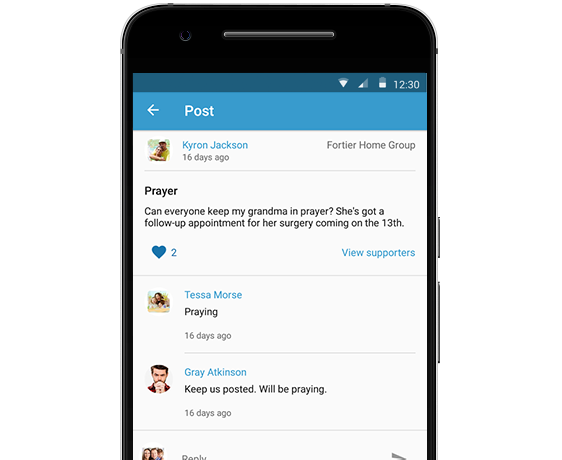 12:30
Post
Kyron Jackson
Fortier Home Group
16 days ago
Prayer
Can everyone keep my grandma in prayer? She's got a
follow-up appointment for her surgery coming on the 13th.
2
View supporters
Tessa Morse
Praying
16 days ago
Gray Atkinson
Keep us posted. Will be praying.
16 days ago
Reply